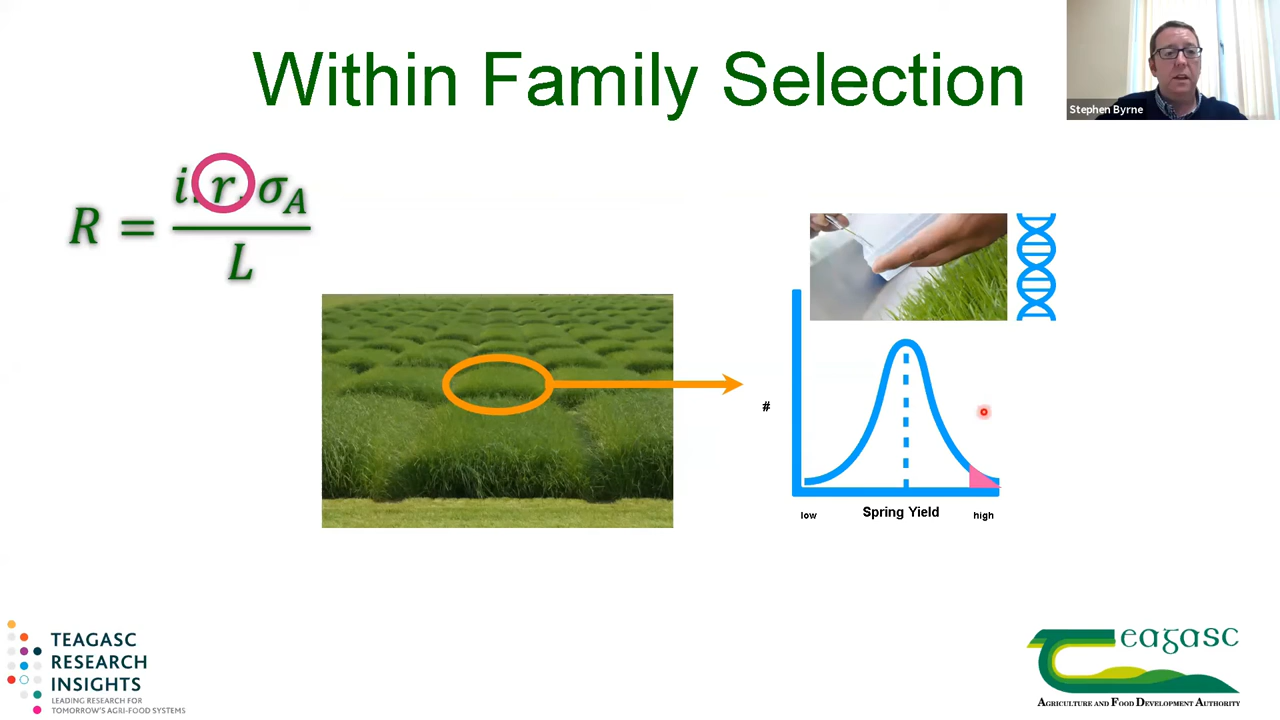 Within Family Selection
Stephen Byrne
R = i. r. σ_A / L
#
low
Spring Yield
high
TEAGASC
RESEARCH
INSIGHTS
LEADING RESEARCH FOR
TOMORROW'S AGRI-FOOD SYSTEMS
Teagasc
AGRICULTURE AND FOOD DEVELOPMENT AUTHORITY